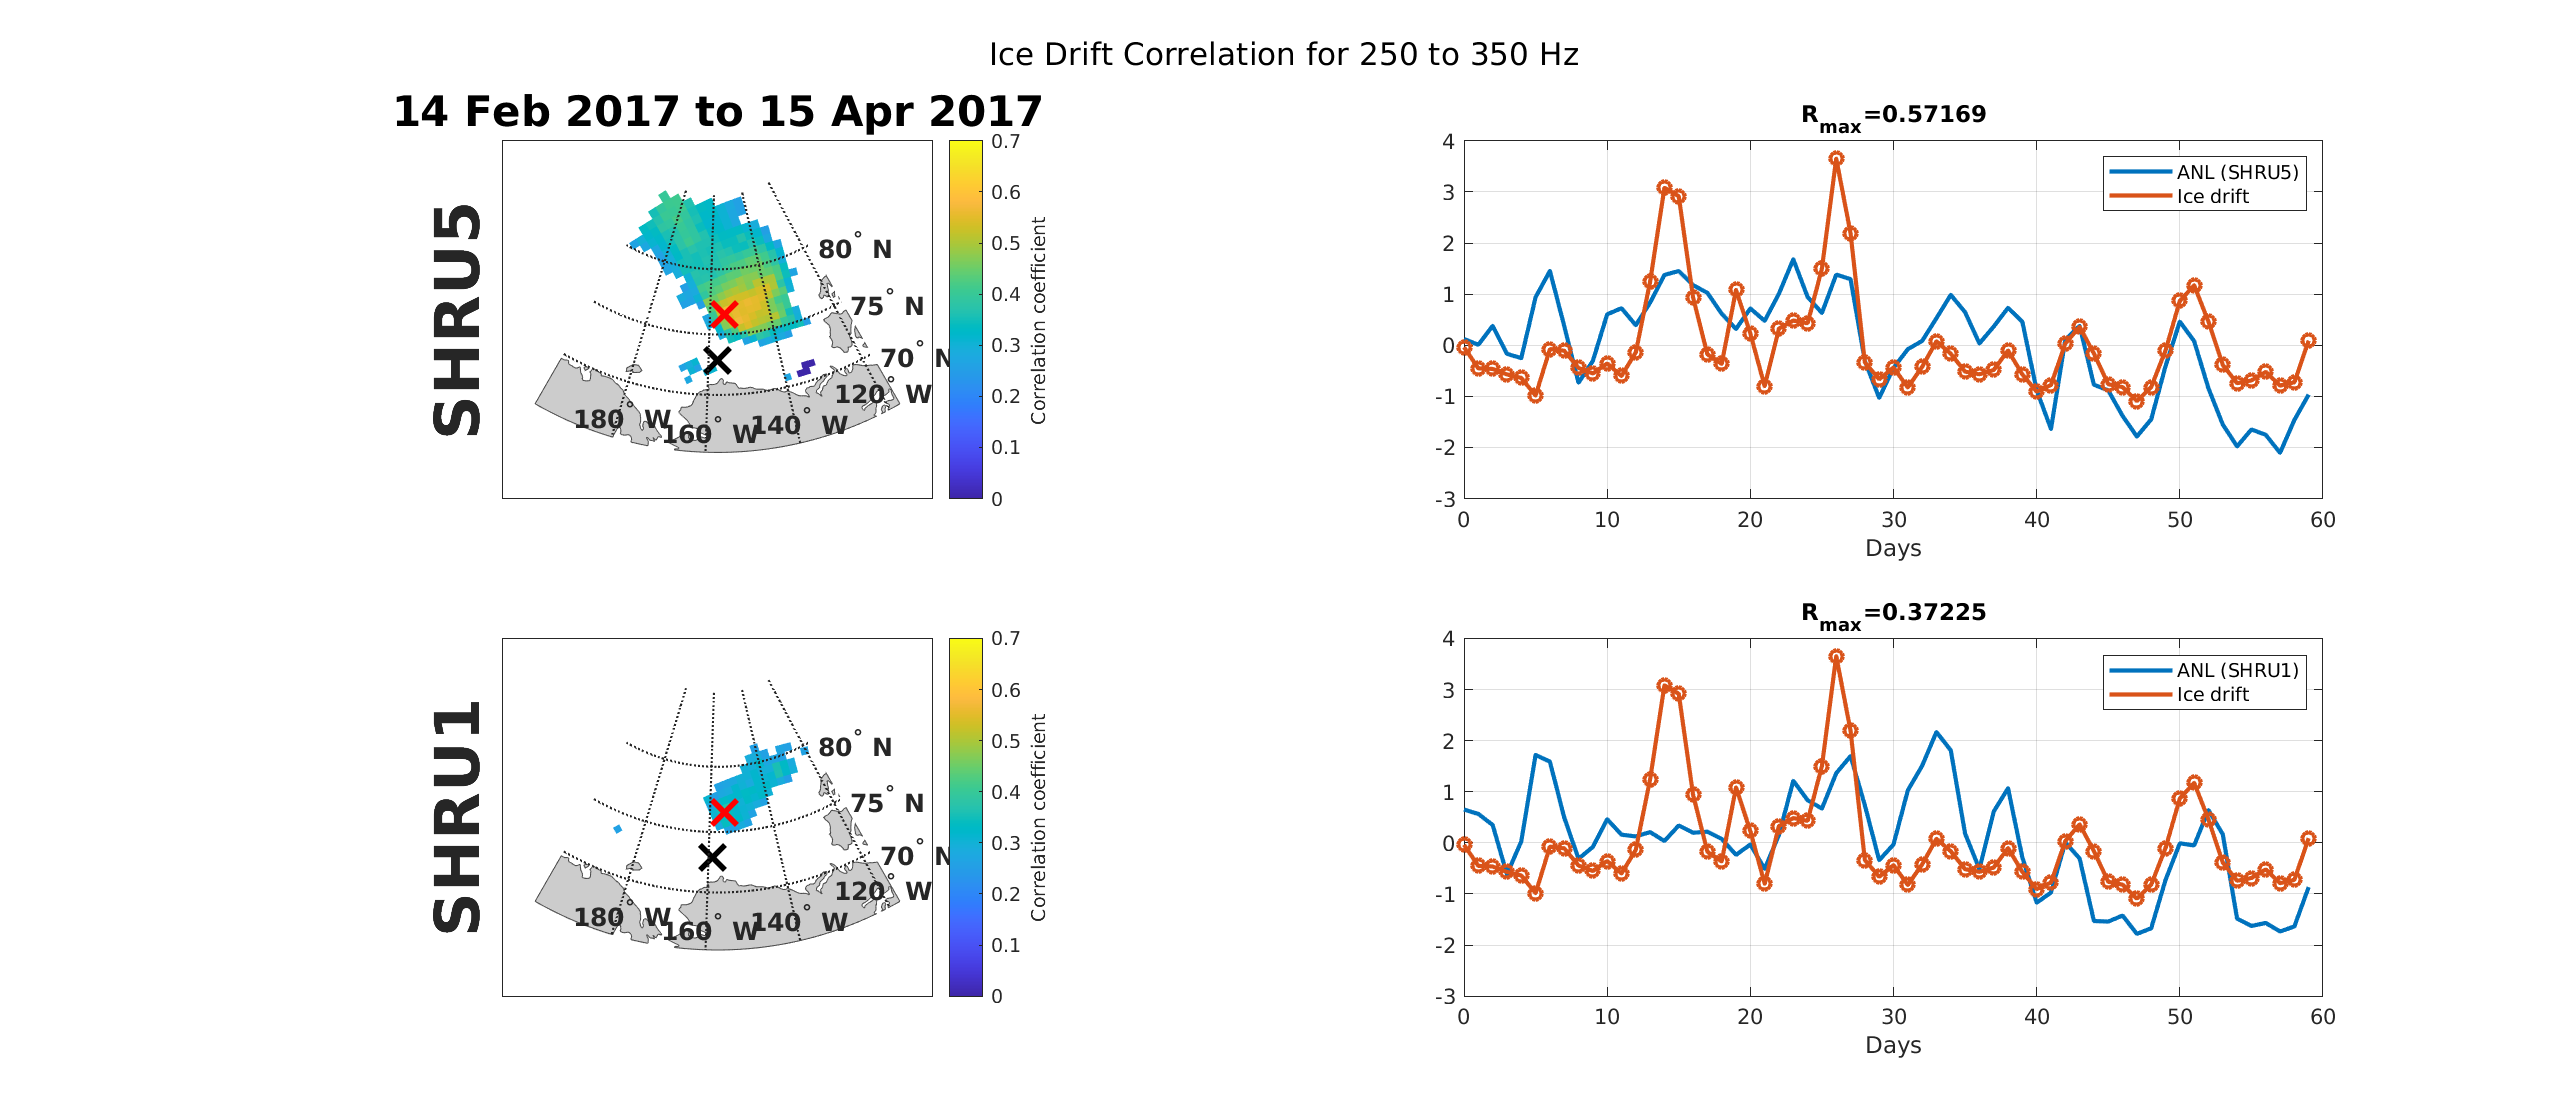 Ice Drift Correlation for 250 to 350 Hz
14 Feb 2017 to 15 Apr 2017
SHRU5
80° N
75° N
70° N
120° W
180° W
160° W
140° W
0.7
0.6
0.5
0.4
0.3
0.2
0.1
0
Correlation coefficient
Rmax=0.57169
4
3
2
1
0
-1
-2
-3
0 10 20 30 40 50 60
Days
ANL (SHRU5)
Ice drift
SHRU1
80° N
75° N
70° N
120° W
180° W
160° W
140° W
0.7
0.6
0.5
0.4
0.3
0.2
0.1
0
Correlation coefficient
Rmax=0.37225
4
3
2
1
0
-1
-2
-3
0 10 20 30 40 50 60
Days
ANL (SHRU1)
Ice drift